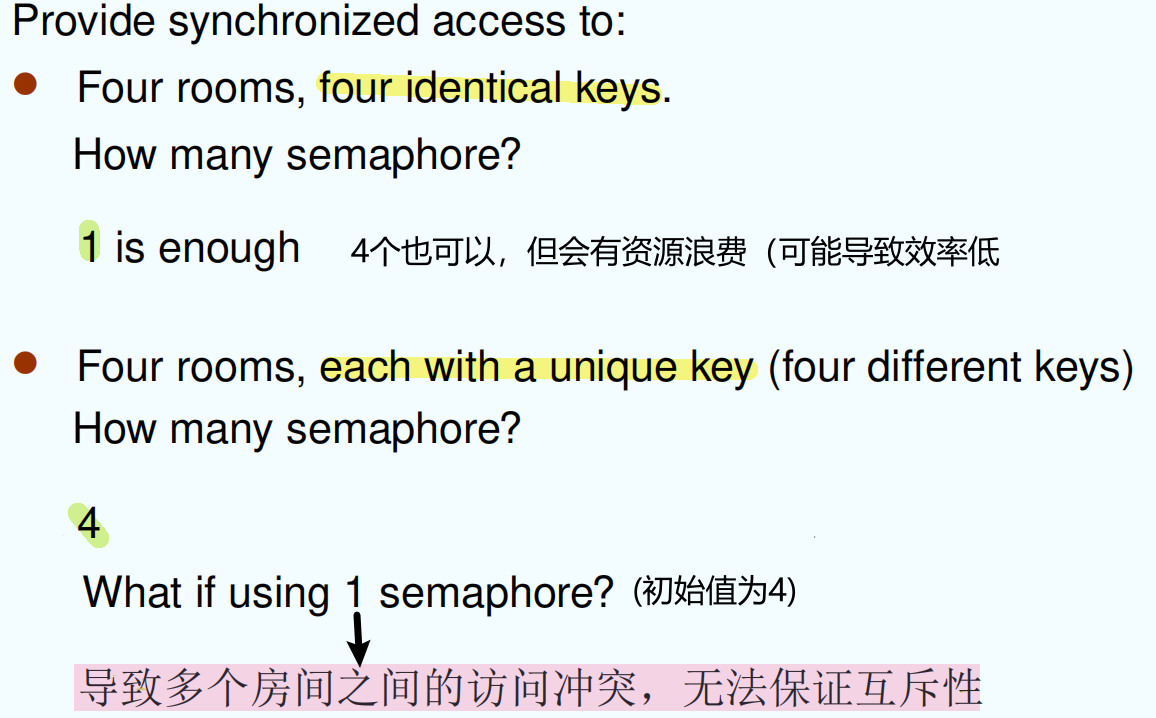 Provide synchronized access to:
● Four rooms, four identical keys.
How many semaphore?
1 is enough 4个也可以，但会有资源浪费（可能导致效率低
● Four rooms, each with a unique key (four different keys)
How many semaphore?
4
What if using 1 semaphore? (初始值为4)
导致多个房间之间的访问冲突，无法保证互斥性